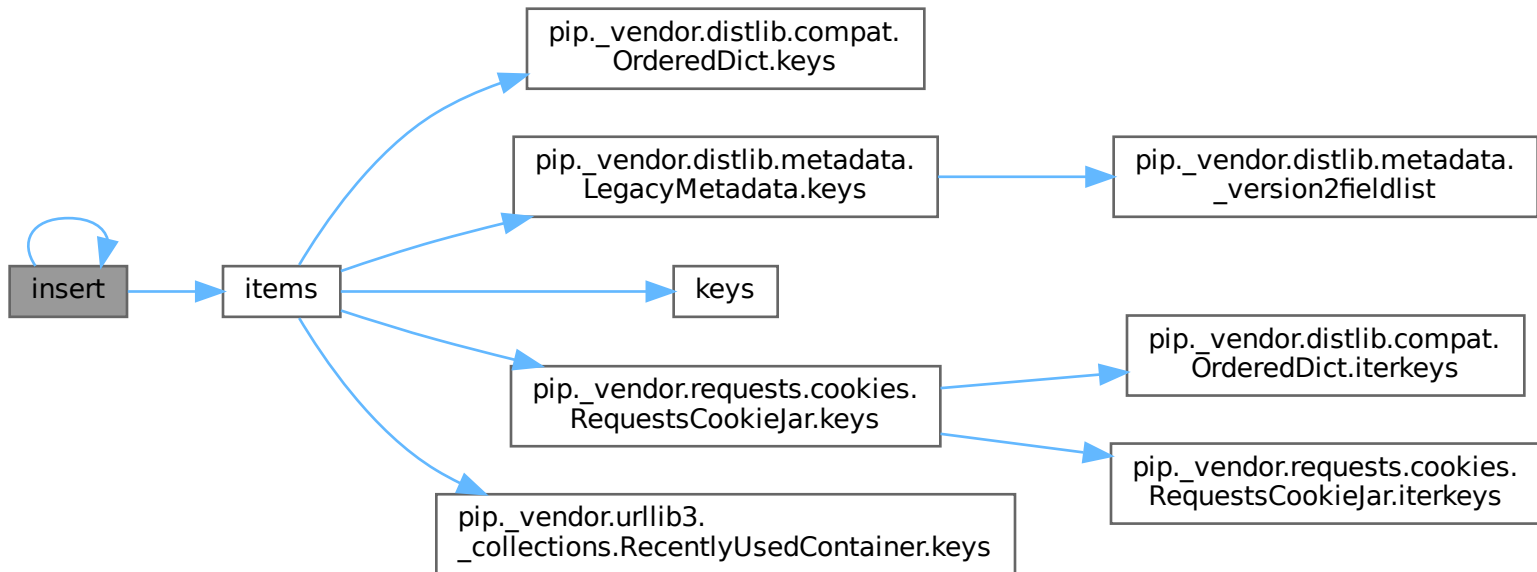 pip._vendor.distlib.compat.
OrderedDict.keys
pip._vendor.distlib.metadata.
LegacyMetadata.keys
pip._vendor.distlib.metadata.
_version2fieldlist
insert
items
keys
pip._vendor.distlib.compat.
OrderedDict.iterkeys
pip._vendor.requests.cookies.
RequestsCookieJar.keys
pip._vendor.requests.cookies.
RequestsCookieJar.iterkeys
pip._vendor.urllib3.
_collections.RecentlyUsedContainer.keys